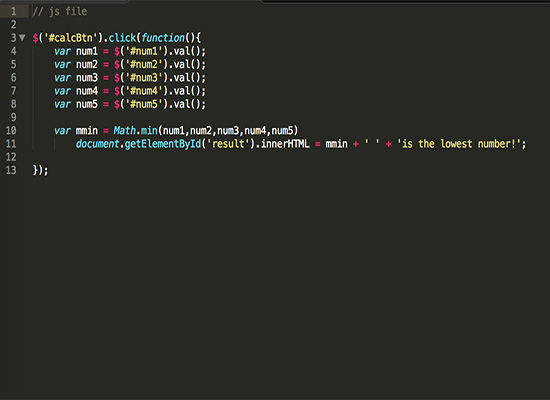 1 // js file
2
3 $('#calcBtn').click(function(){
4 var num1 = $('#num1').val();
5 var num2 = $('#num2').val();
6 var num3 = $('#num3').val();
7 var num4 = $('#num4').val();
8 var num5 = $('#num5').val();
9
10 var mmin = Math.min(num1,num2,num3,num4,num5)
11 document.getElementById('result').innerHTML = mmin + ' ' + 'is the lowest number!';
12
13 });